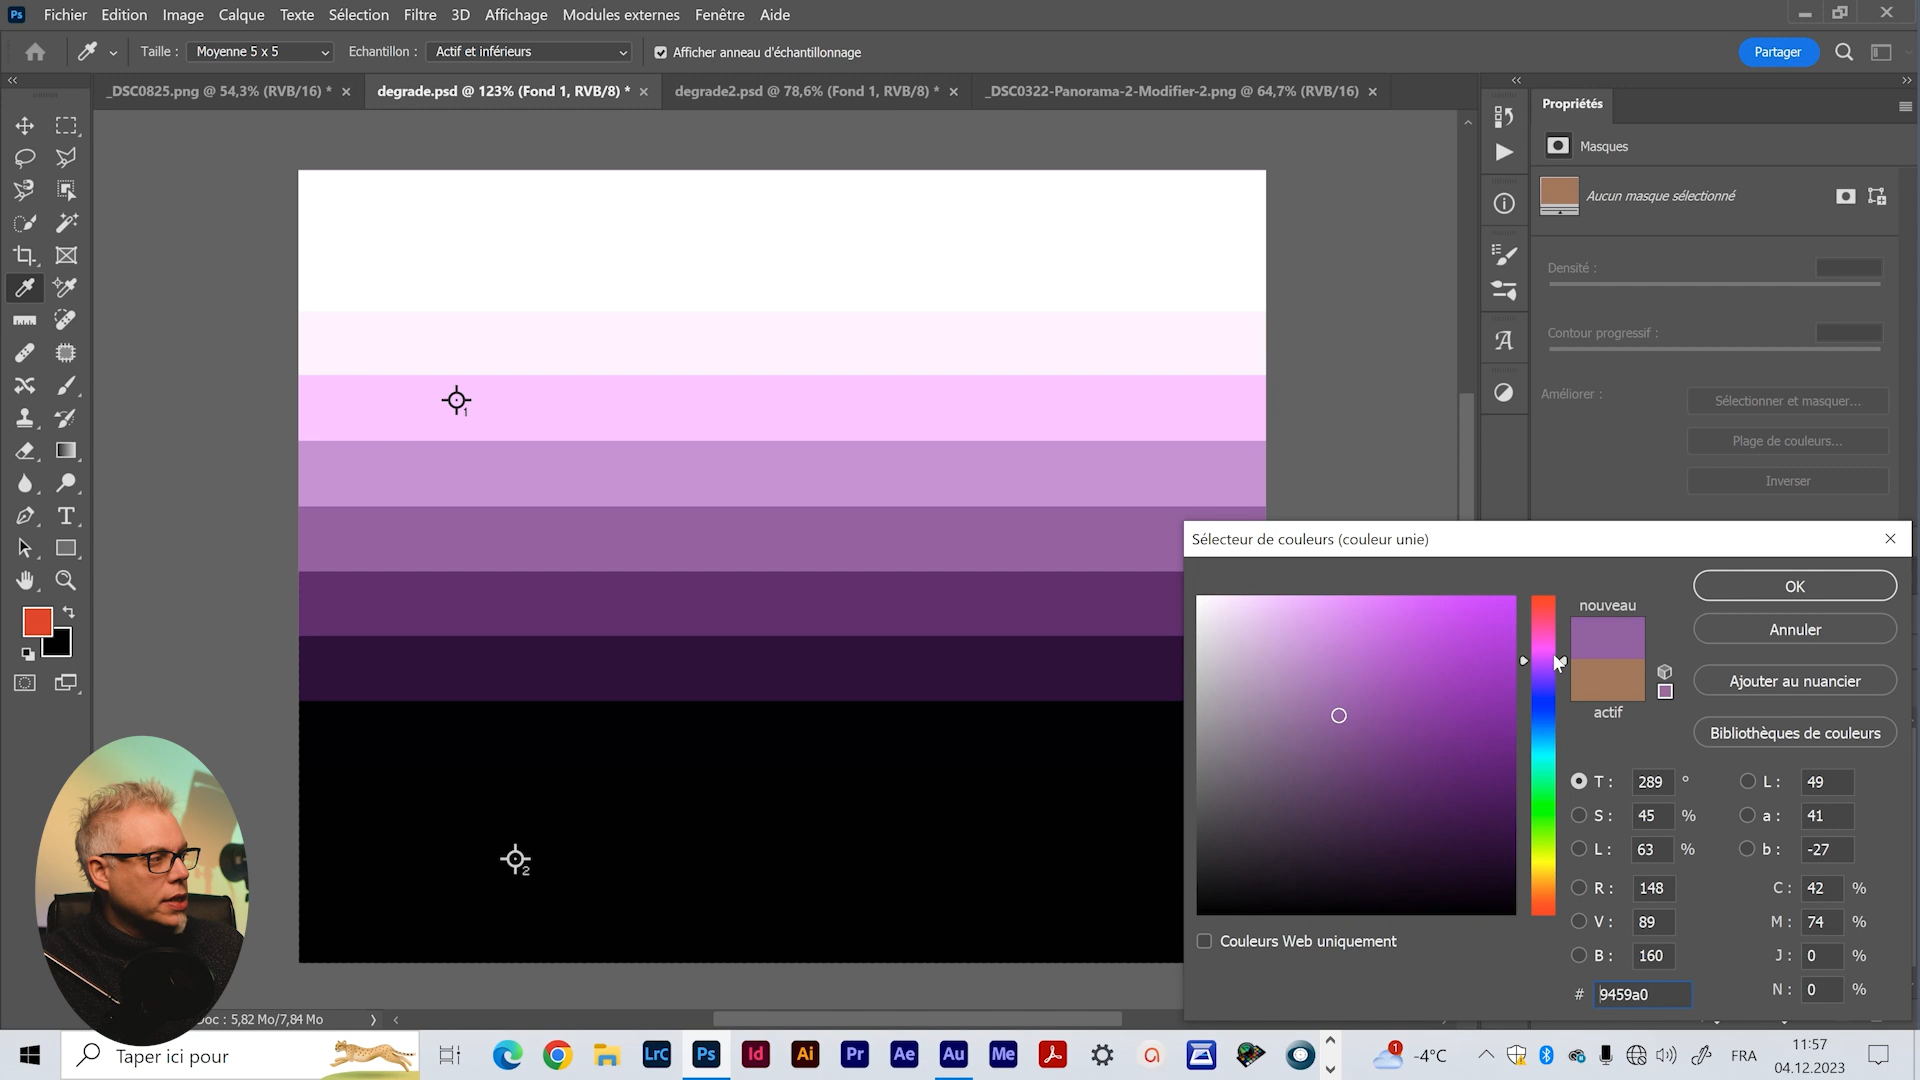 Ps Fichier Edition Image Calque Texte Sélection Filtre 3D Affichage Modules externes Fenêtre Aide
Taille : Moyenne 5 x 5 Echantillon : Actif et inférieurs Afficher anneau d'échantillonnage Partager
_DSC0825.png @ 54,3% (RVB/16) * degrade.psd @ 123% (Fond 1, RVB/8) * degrade2.psd @ 78,6% (Fond 1, RVB/8) * _DSC0322-Panorama-2-Modifier-2.png @ 64,7% (RVB/16)
Propriétés
Masques
Aucun masque sélectionné
Densité :
Contour progressif :
Améliorer :
Sélectionner et masquer...
Plage de couleurs...
Inverser
1
2
Sélecteur de couleurs (couleur unie)
nouveau
actif
OK
Annuler
Ajouter au nuancier
Bibliothèques de couleurs
T : 289 ° L : 49
S : 45 % a : 41
L : 63 % b : -27
R : 148 C : 42 %
V : 89 M : 74 %
B : 160 J : 0 %
# 9459a0 N : 0 %
Couleurs Web uniquement
Doc : 5,82 Mo/7,84 Mo
Taper ici pour
LrC Ps Id Ai Pr Ae Au Me
1 -4°C FRA
11:57
04.12.2023